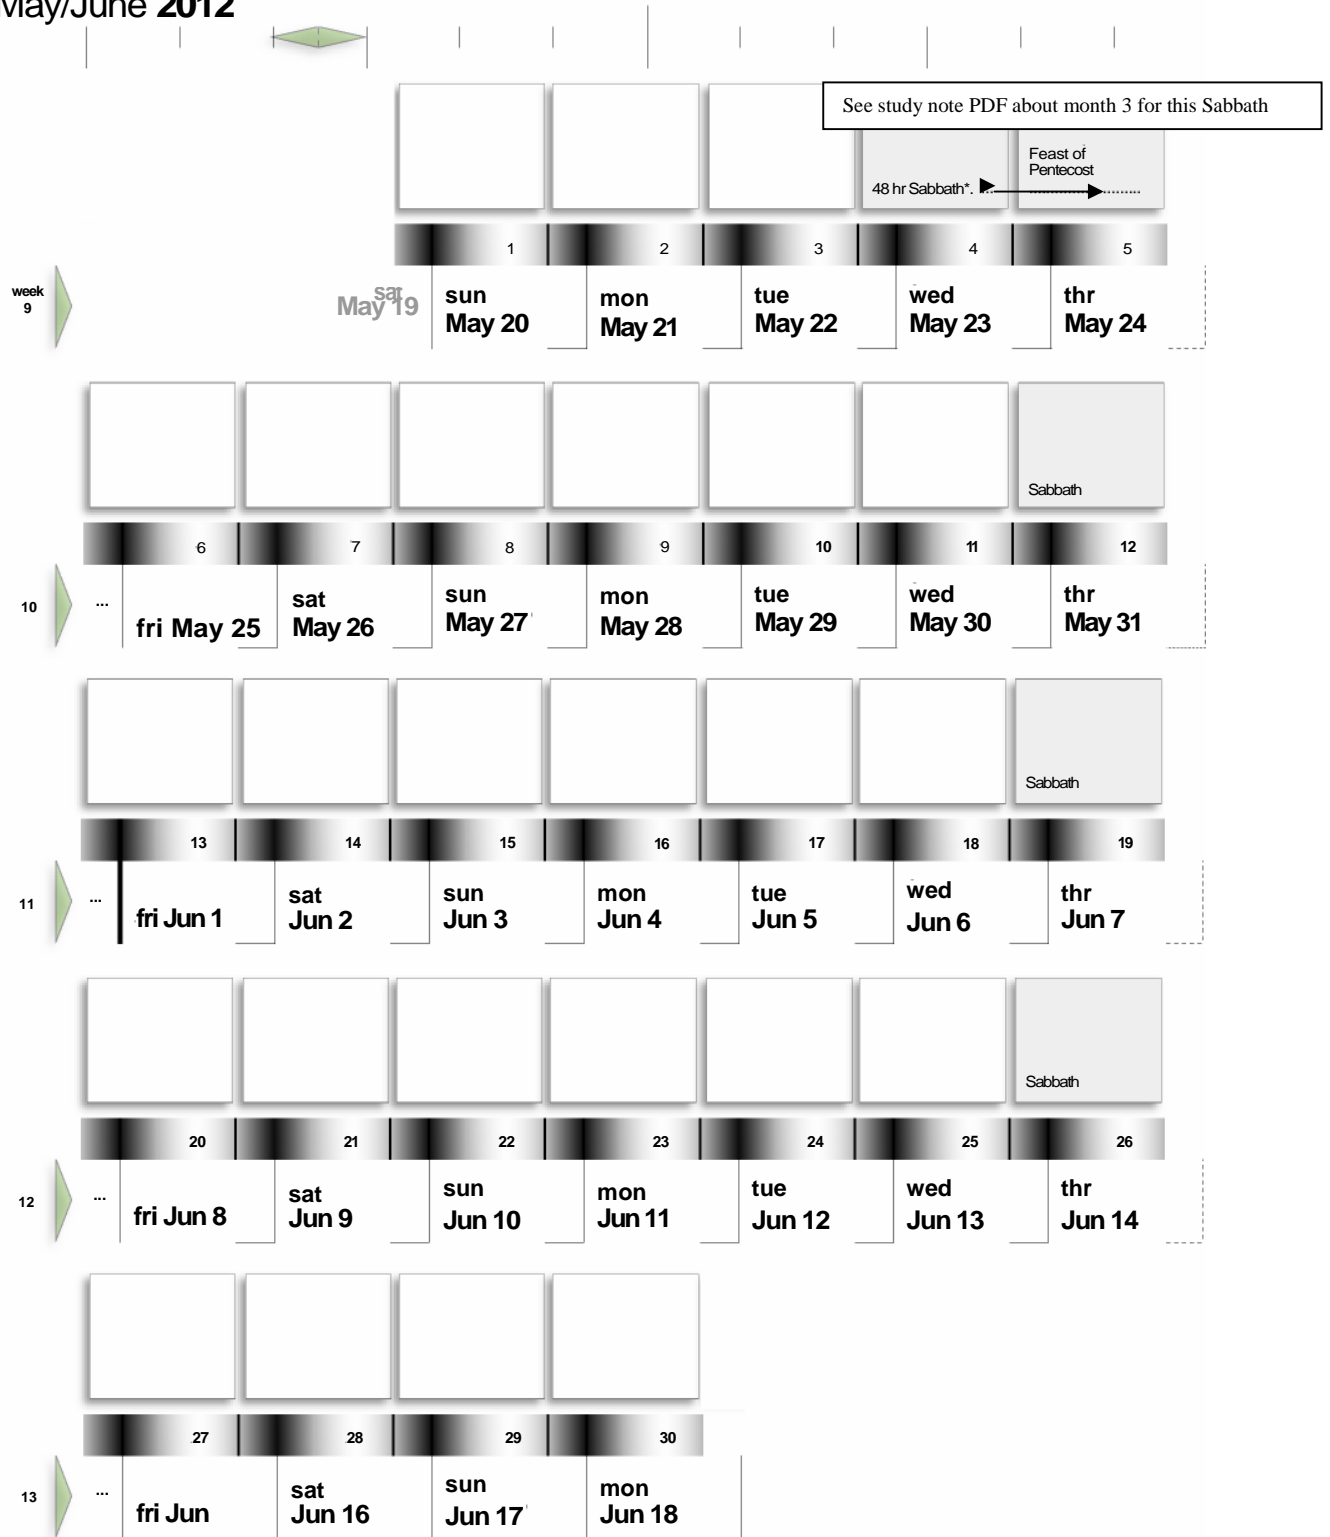 May/June 2012
See study note PDF about month 3 for this Sabbath
Feast of
Pentecost
48 hr Sabbath*.
1 2 3 4 5
week
9
sat
May 19
sun
May 20
mon
May 21
tue
May 22
wed
May 23
thr
May 24
Sabbath
6 7 8 9 10 11 12
10
...
fri May 25
sat
May 26
sun
May 27
mon
May 28
tue
May 29
wed
May 30
thr
May 31
Sabbath
13 14 15 16 17 18 19
11
...
fri Jun 1
sat
Jun 2
sun
Jun 3
mon
Jun 4
tue
Jun 5
wed
Jun 6
thr
Jun 7
Sabbath
20 21 22 23 24 25 26
12
...
fri Jun 8
sat
Jun 9
sun
Jun 10
mon
Jun 11
tue
Jun 12
wed
Jun 13
thr
Jun 14
27 28 29 30
13
...
fri Jun
sat
Jun 16
sun
Jun 17
mon
Jun 18